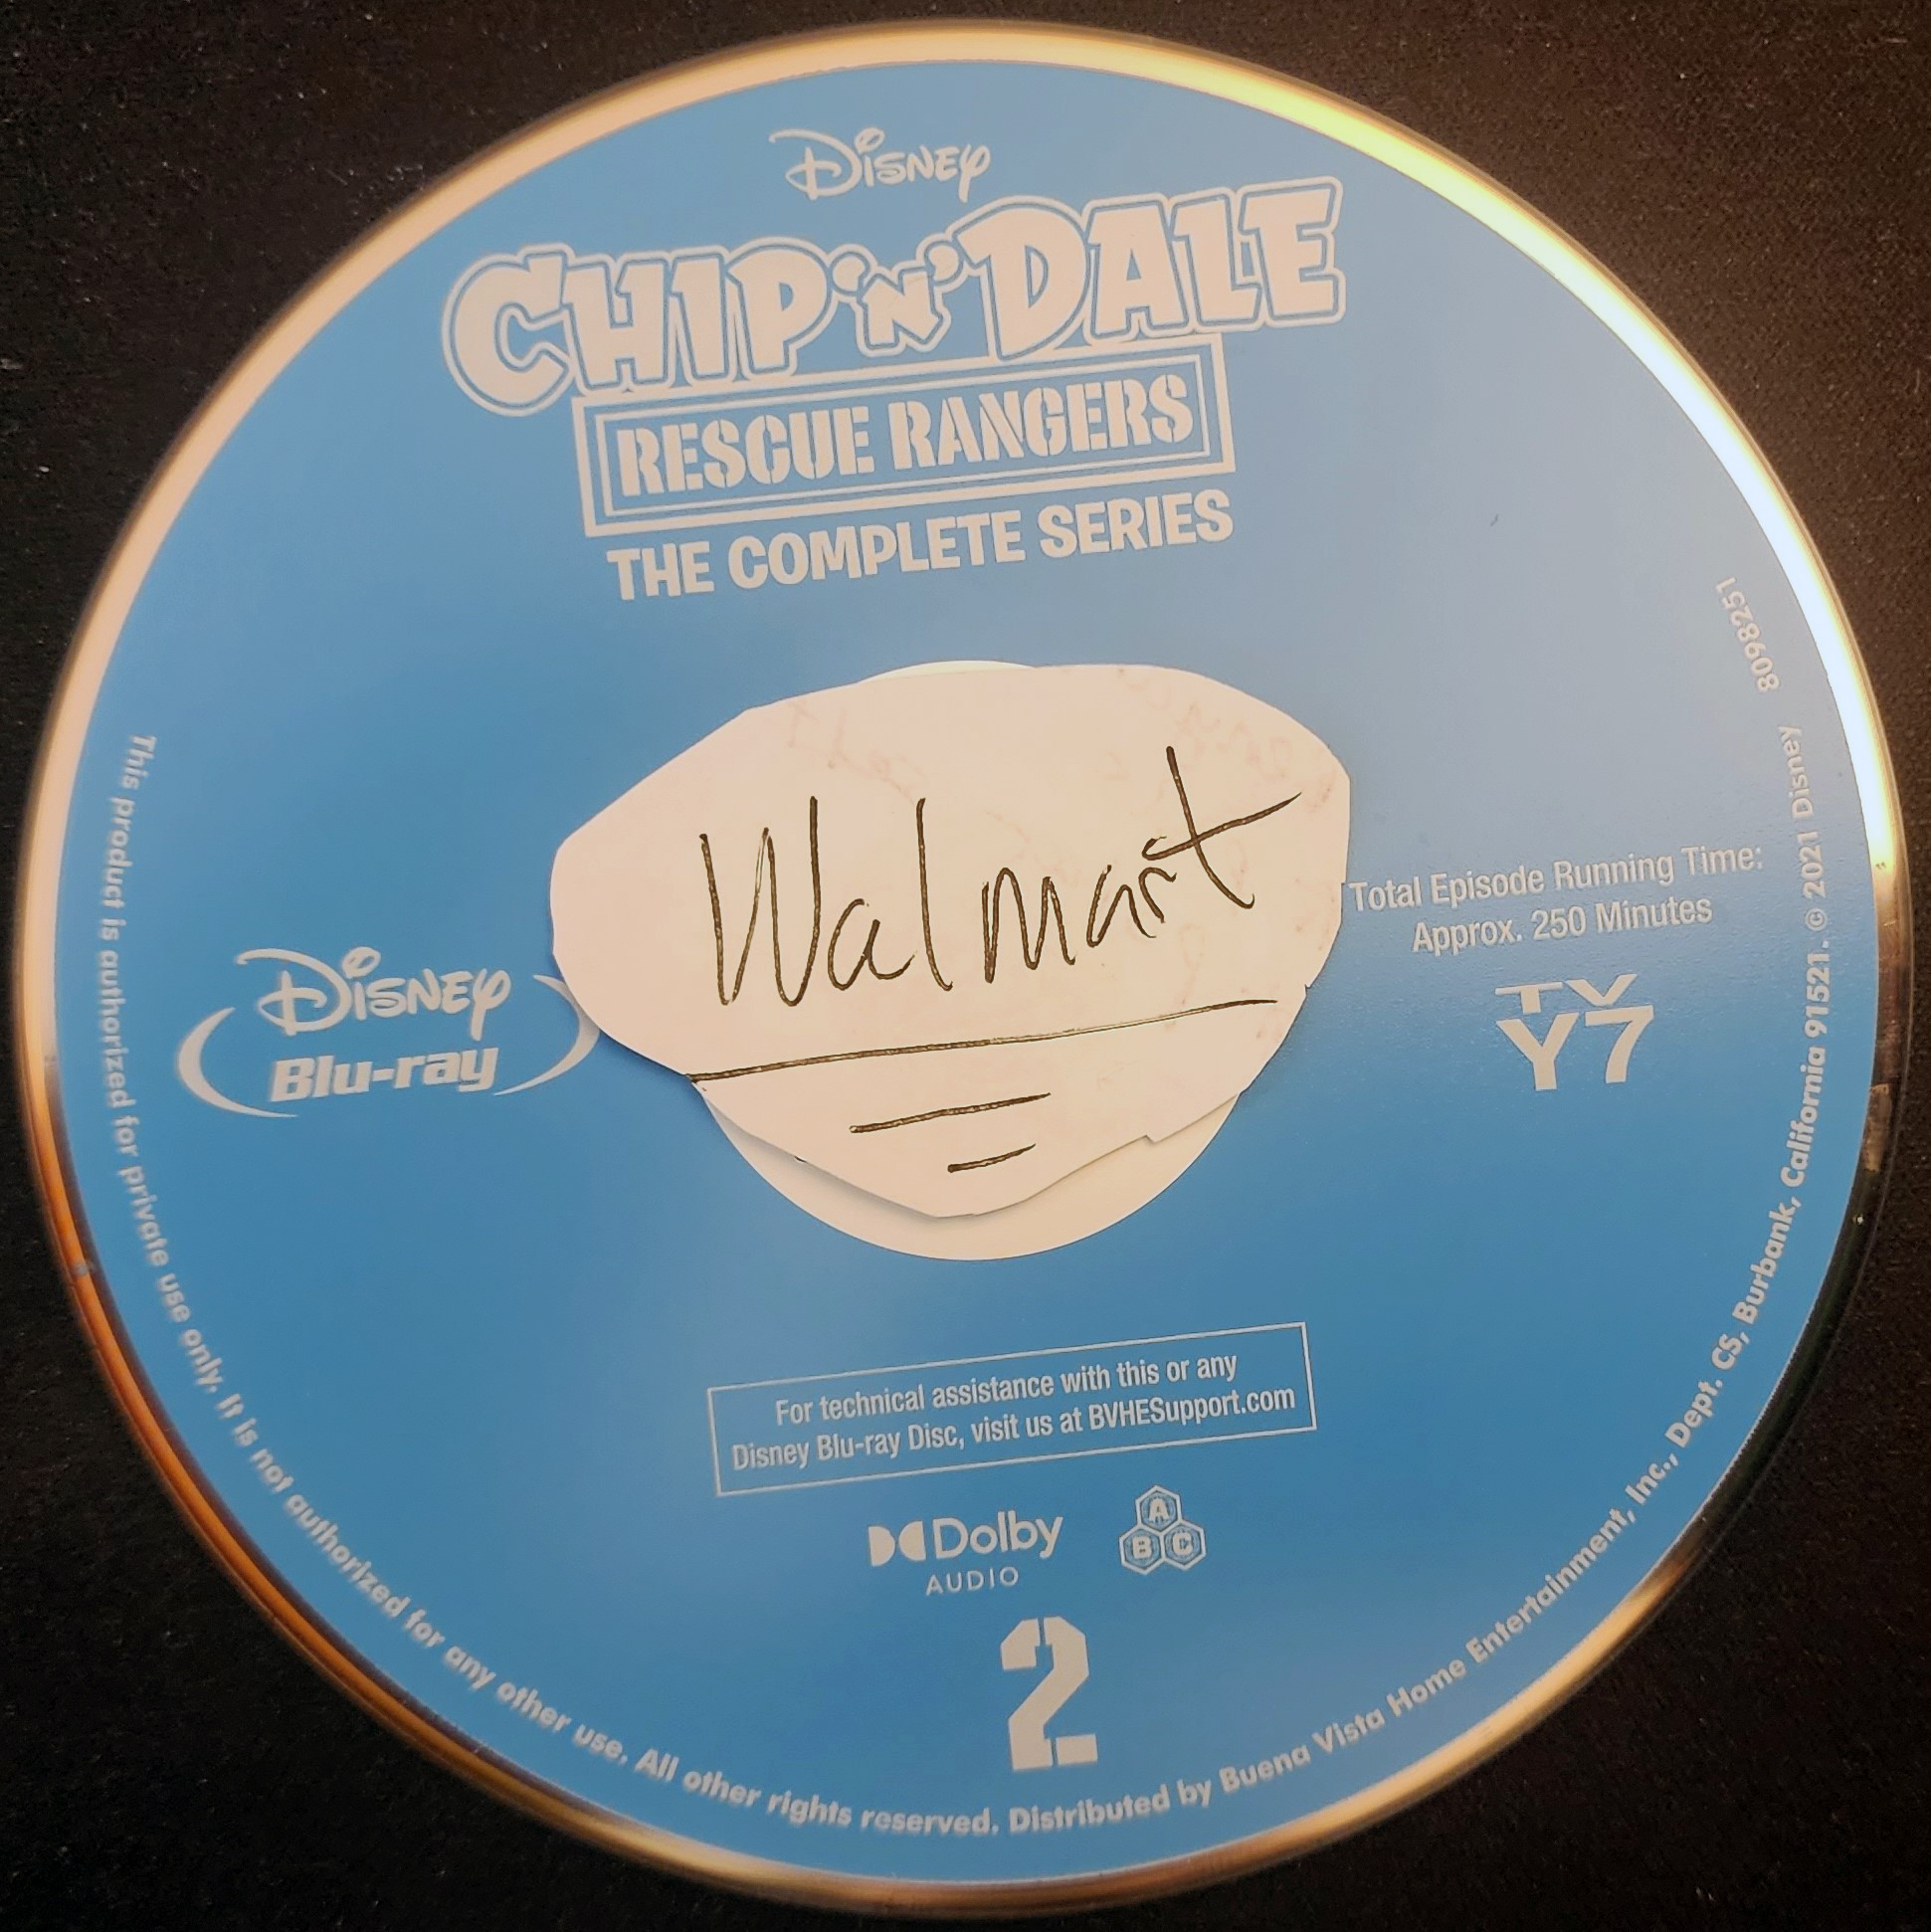 Disney
CHIP 'N' DALE
RESCUE RANGERS
THE COMPLETE SERIES
8098251
Walmart
Total Episode Running Time:
Approx. 250 Minutes
TV
Y7
Disney
Blu-ray
For technical assistance with this or any
Disney Blu-ray Disc, visit us at BVHESupport.com
Dolby
AUDIO
A
B C
2
This product is authorized for private use only. It is not authorized for any other use. All other rights reserved. Distributed by Buena Vista Home Entertainment, Inc., Dept. CS, Burbank, California 91521. © 2021 Disney